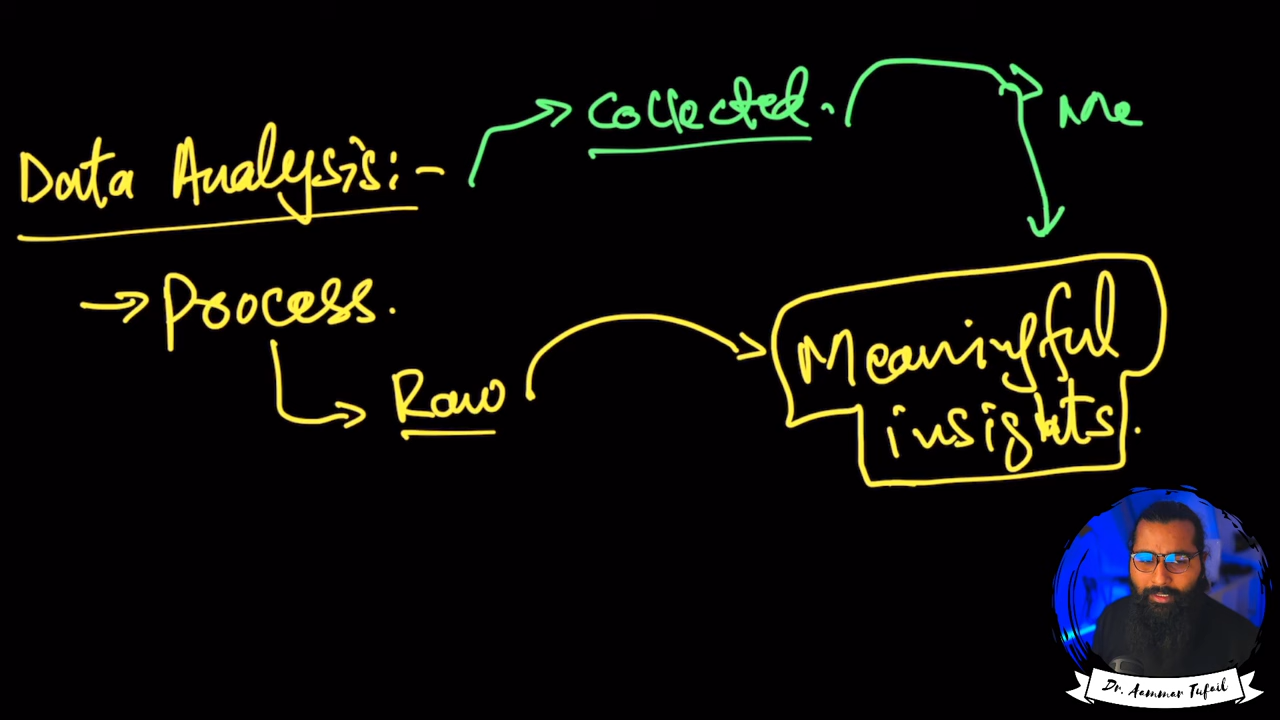 Collected.
Me
Data Analysis:-
→ Process.
Raw
Meaningful
insights.
Dr. Aammar Tufail